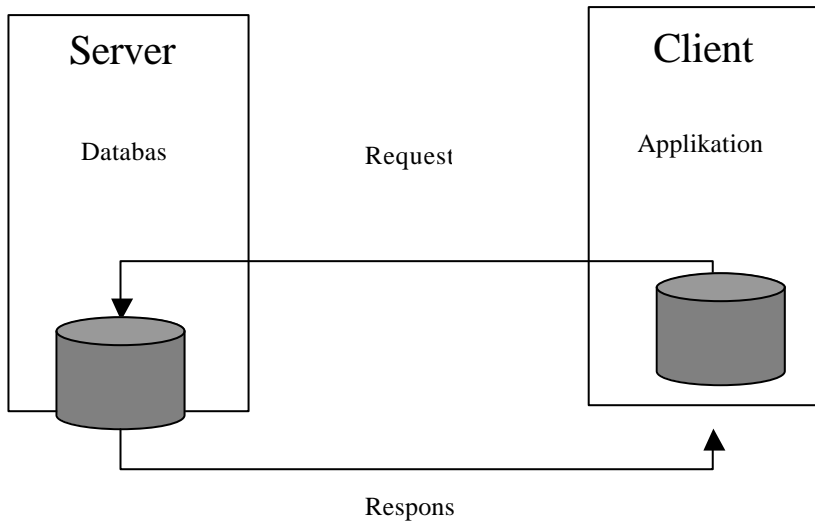 Server
Client
Databas
Request
Applikation
Respons